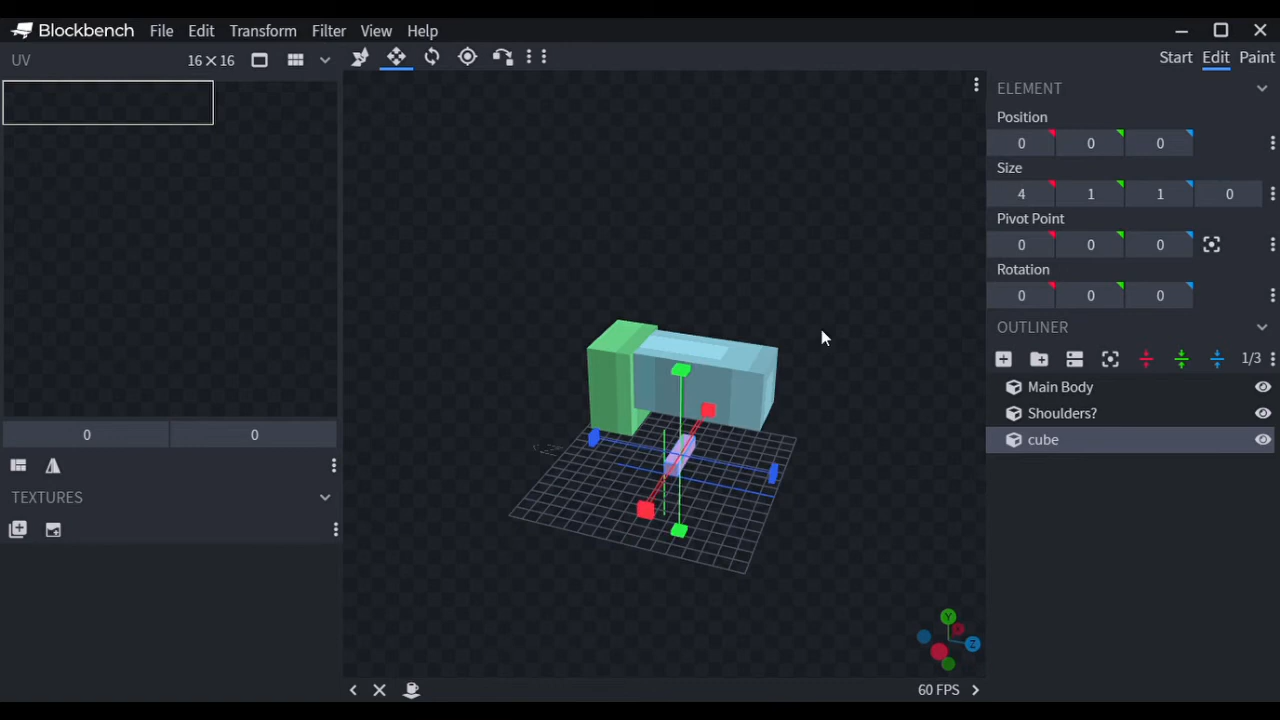 Blockbench File Edit Transform Filter View Help
UV 16×16 Start Edit Paint
ELEMENT
Position
0 0 0
Size
4 1 1 0
Pivot Point
0 0 0
Rotation
0 0 0
OUTLINER
1/3
Main Body
Shoulders?
cube
0 0
TEXTURES
Y
X
Z
60 FPS